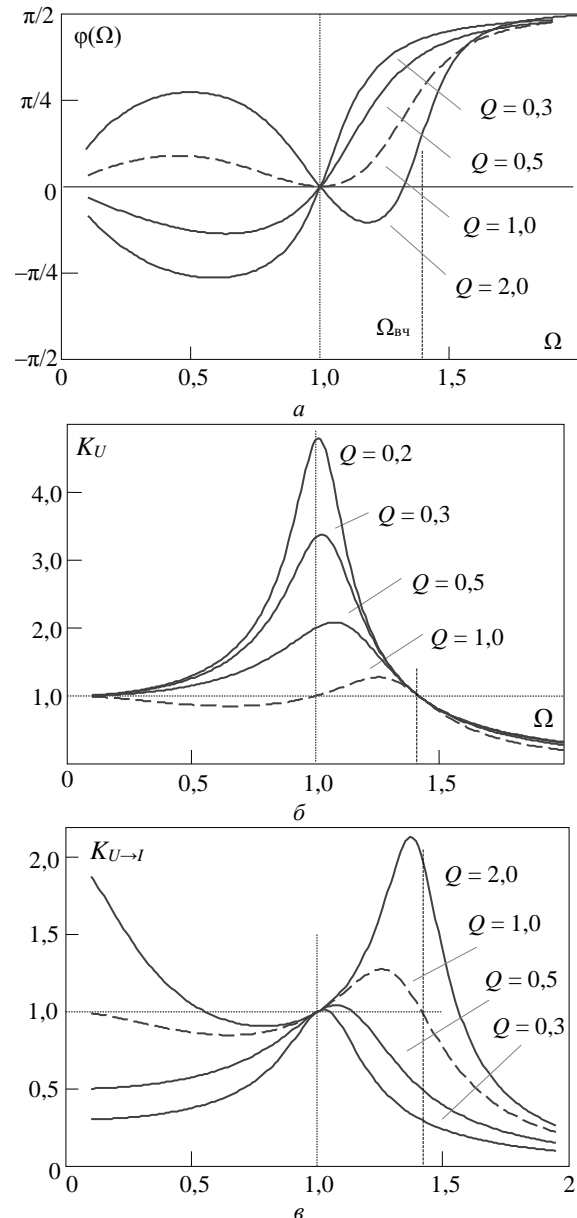 π/2
φ(Ω)
π/4
Q = 0,3
Q = 0,5
0
Q = 1,0
−π/4
Q = 2,0
Ωвч
−π/2
Ω
0 0,5 1,0 1,5
а
K_U
Q = 0,2
4,0
Q = 0,3
3,0
Q = 0,5
2,0
Q = 1,0
1,0
Ω
0 0,5 1,0 1,5
б
K_U→I
2,0
Q = 2,0
1,5
Q = 1,0
Q = 0,5
1,0
Q = 0,3
0,5
0
0 0,5 1,0 1,5 2
в